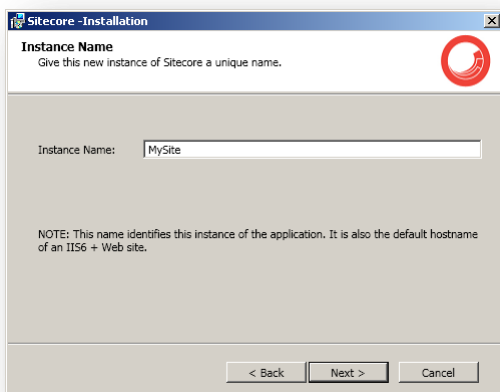 Sitecore -Installation
Instance Name
Give this new instance of Sitecore a unique name.
Instance Name: MySite
NOTE: This name identifies this instance of the application. It is also the default hostname
of an IIS6 + Web site.
< Back Next > Cancel